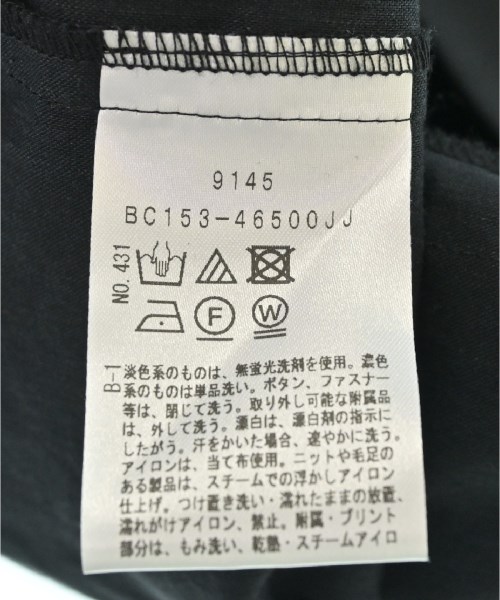 9145
BC153-46500JJ
NO. 431
F
W
B-1
淡色系のものは、無蛍光洗剤を使用。濃色
系のものは単品洗い。ボタン、ファスナー
等は、閉じて洗う。取り外し可能な附属品
は、外して洗う。漂白は、漂白剤の指示に
したがう。汗をかいた場合、速やかに洗う。
アイロンは、当て布使用。ニットや毛足の
ある製品は、スチームでの浮かしアイロン
仕上げ。つけ置き洗い・濡れたままの放置、
濡れがけアイロン、禁止。附属・プリント
部分は、もみ洗い、乾熱・スチームアイロ